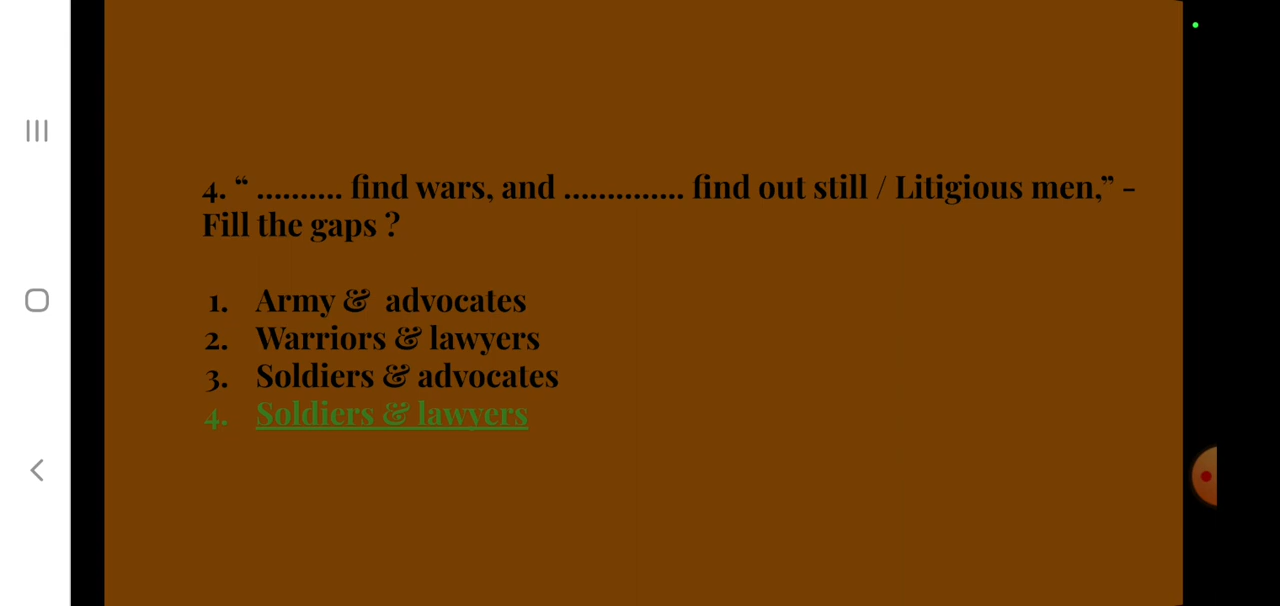 4. “ .......... find wars, and .............. find out still / Litigious men,” -
Fill the gaps ?
1. Army & advocates
2. Warriors & lawyers
3. Soldiers & advocates
4. Soldiers & lawyers